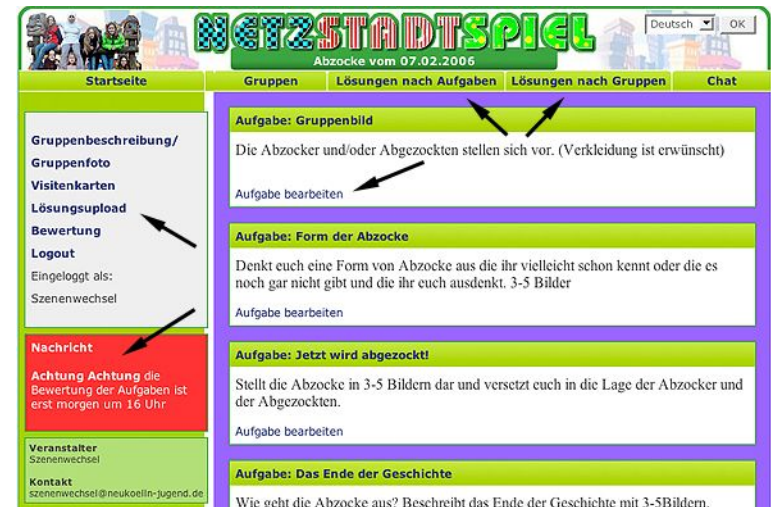 NETZSTADTSPIEL
Deutsch
OK
Abzocke vom 07.02.2006
Startseite
Gruppen
Lösungen nach Aufgaben
Lösungen nach Gruppen
Chat
Gruppenbeschreibung/
Gruppenfoto
Visitenkarten
Lösungsupload
Bewertung
Logout
Eingeloggt als:
Szenenwechsel
Nachricht
Achtung Achtung die
Bewertung der Aufgaben ist
erst morgen um 16 Uhr
Veranstalter
Szenenwechsel
Kontakt
szenenwechsel@neukoelln-jugend.de
Aufgabe: Gruppenbild
Die Abzocker und/oder Abgezockten stellen sich vor. (Verkleidung ist erwünscht)
Aufgabe bearbeiten
Aufgabe: Form der Abzocke
Denkt euch eine Form von Abzocke aus die ihr vielleicht schon kennt oder die es
noch gar nicht gibt und die ihr euch ausdenkt. 3-5 Bilder
Aufgabe bearbeiten
Aufgabe: Jetzt wird abgezockt!
Stellt die Abzocke in 3-5 Bildern dar und versetzt euch in die Lage der Abzocker und
der Abgezockten.
Aufgabe bearbeiten
Aufgabe: Das Ende der Geschichte
Wie geht die Abzocke aus? Beschreibt das Ende der Geschichte mit 3-5Bildern.